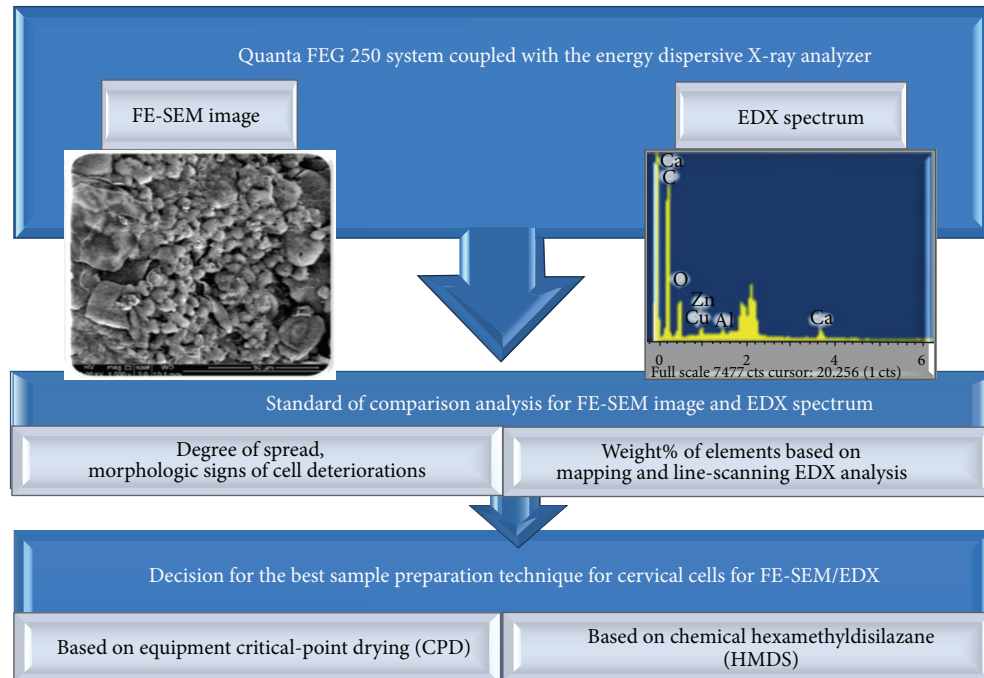 Quanta FEG 250 system coupled with the energy dispersive X-ray analyzer
FE-SEM image
EDX spectrum
Ca
C
O
Zn
Cu
Al
Ca
0
2
4
6
Full scale 7477 cts cursor: 20.256 (1 cts)
Standard of comparison analysis for FE-SEM image and EDX spectrum
Degree of spread,
morphologic signs of cell deteriorations
Weight% of elements based on
mapping and line-scanning EDX analysis
Decision for the best sample preparation technique for cervical cells for FE-SEM/EDX
Based on equipment critical-point drying (CPD)
Based on chemical hexamethyldisilazane
(HMDS)